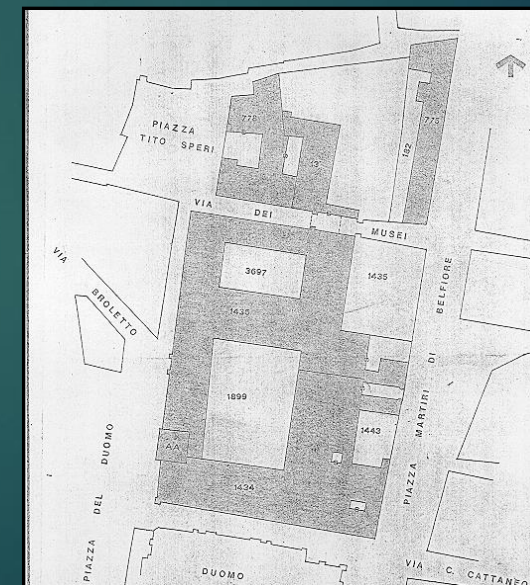 778
775
PIAZZA
TITO SPERI
182
VIA DEI MUSEI
3697
1435
1435
VIA BROLETTO
PIAZZA MARTIRI DI BELFIORE
1899
1443
AA
1434
PIAZZA DEL DUOMO
DUOMO
VIA C. CATTANEO